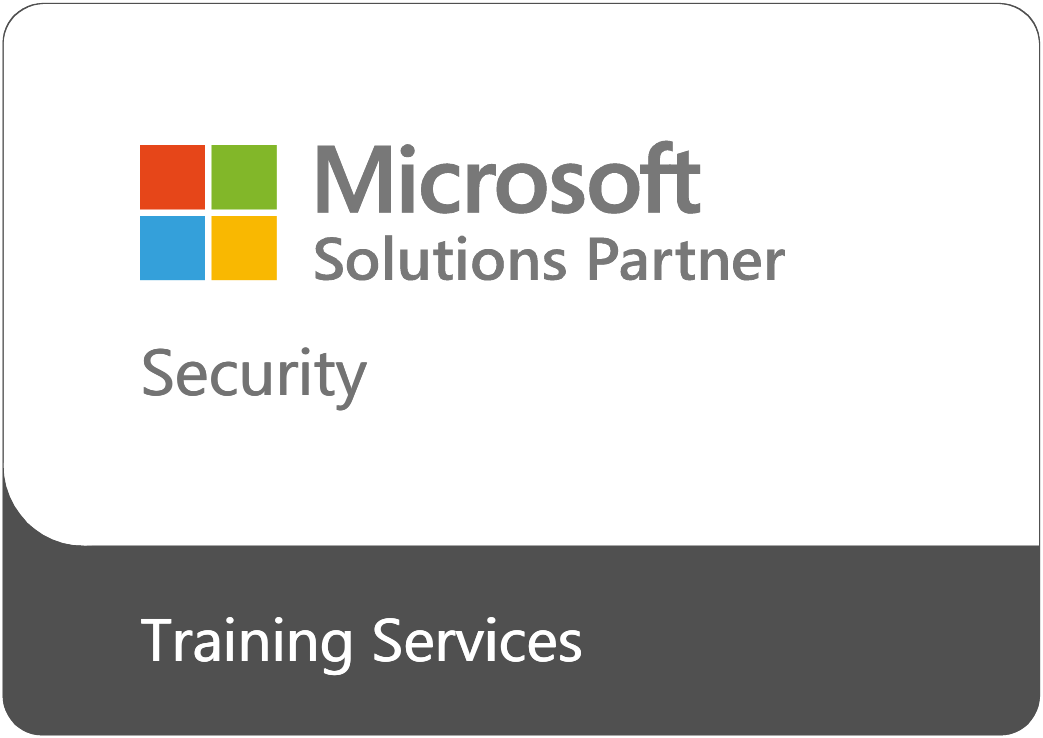 Microsoft
Solutions Partner
Security
Training Services